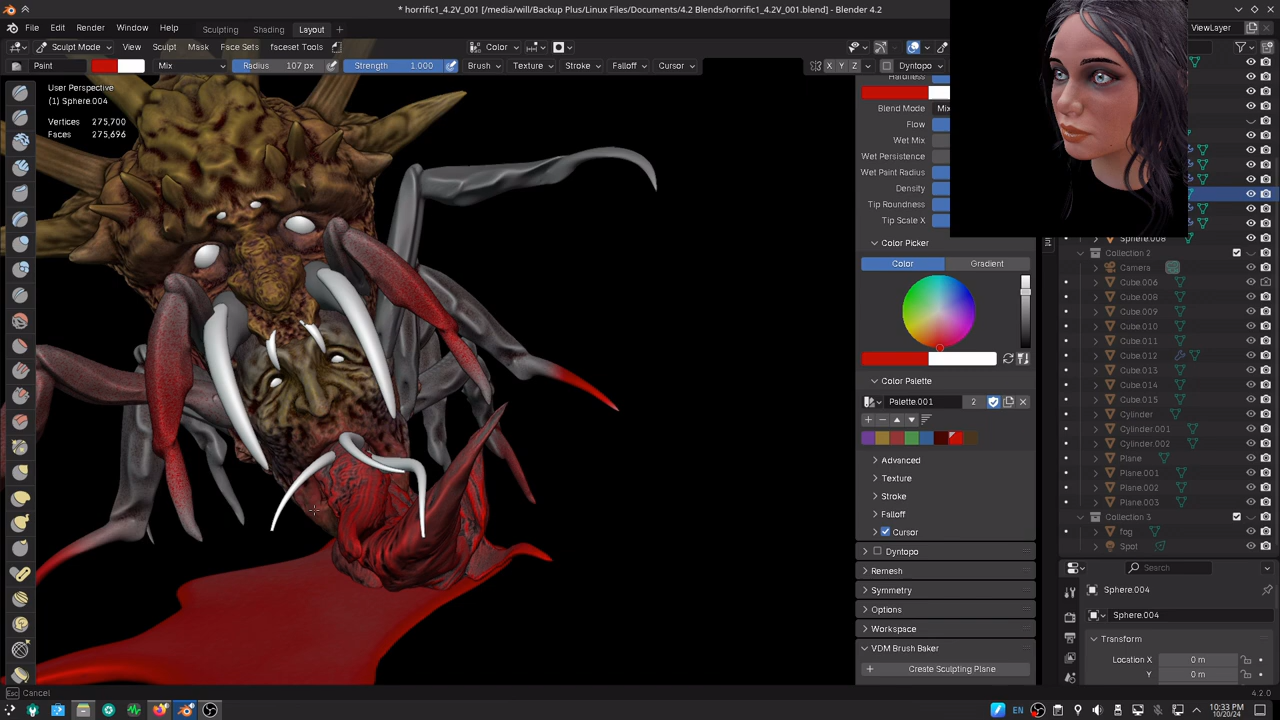 * horrific1_4.2V_001 [/media/will/Backup Plus/Linux Files/Documents/4.2 Blends/horrific1_4.2V_001.blend] - Blender 4.2
File Edit Render Window Help Sculpting Shading Layout + ViewLayer
Sculpt Mode View Sculpt Mask Face Sets faceset Tools Color
Paint Mix Radius 107 px Strength 1.000 Brush Texture Stroke Falloff Cursor X Y Z Dyntopo
User Perspective
(1) Sphere.004
Vertices 275,700
Faces 275,696
Hardness
Blend Mode Mix
Flow
Wet Mix
Wet Persistence
Wet Paint Radius
Density
Tip Roundness
Tip Scale X
Color Picker
Color Gradient
Color Palette
Palette.001 2
Advanced
Texture
Stroke
Falloff
Cursor
Dyntopo
Remesh
Symmetry
Options
Workspace
VDM Brush Baker
Create Sculpting Plane
Sphere.008
Collection 2
Camera
Cube.006
Cube.008
Cube.009
Cube.010
Cube.011
Cube.012
Cube.013
Cube.014
Cube.015
Cylinder
Cylinder.001
Cylinder.002
Plane
Plane.001
Plane.002
Plane.003
Collection 3
fog
Spot
Search
Sphere.004
Sphere.004
Transform
Location X 0 m
Y 0 m
Esc Cancel
4.2.0
EN
10:33 PM
10/20/24